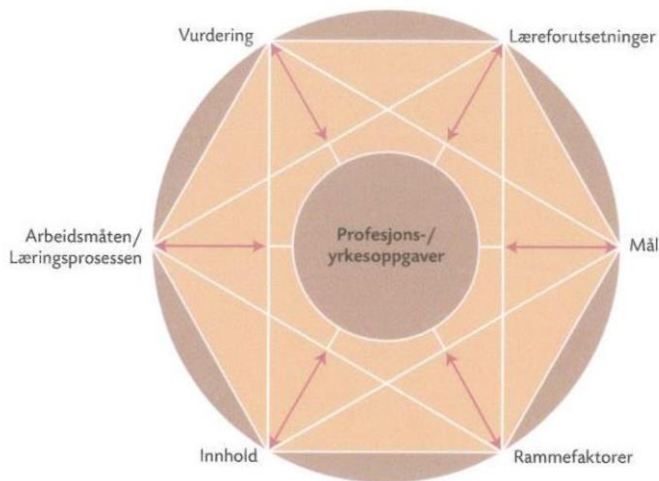 Vurdering
Læreforutsetninger
Arbeidsmåten/
Læringsprosessen
Profesjons-/
yrkesoppgaver
Mål
Innhold
Rammefaktorer